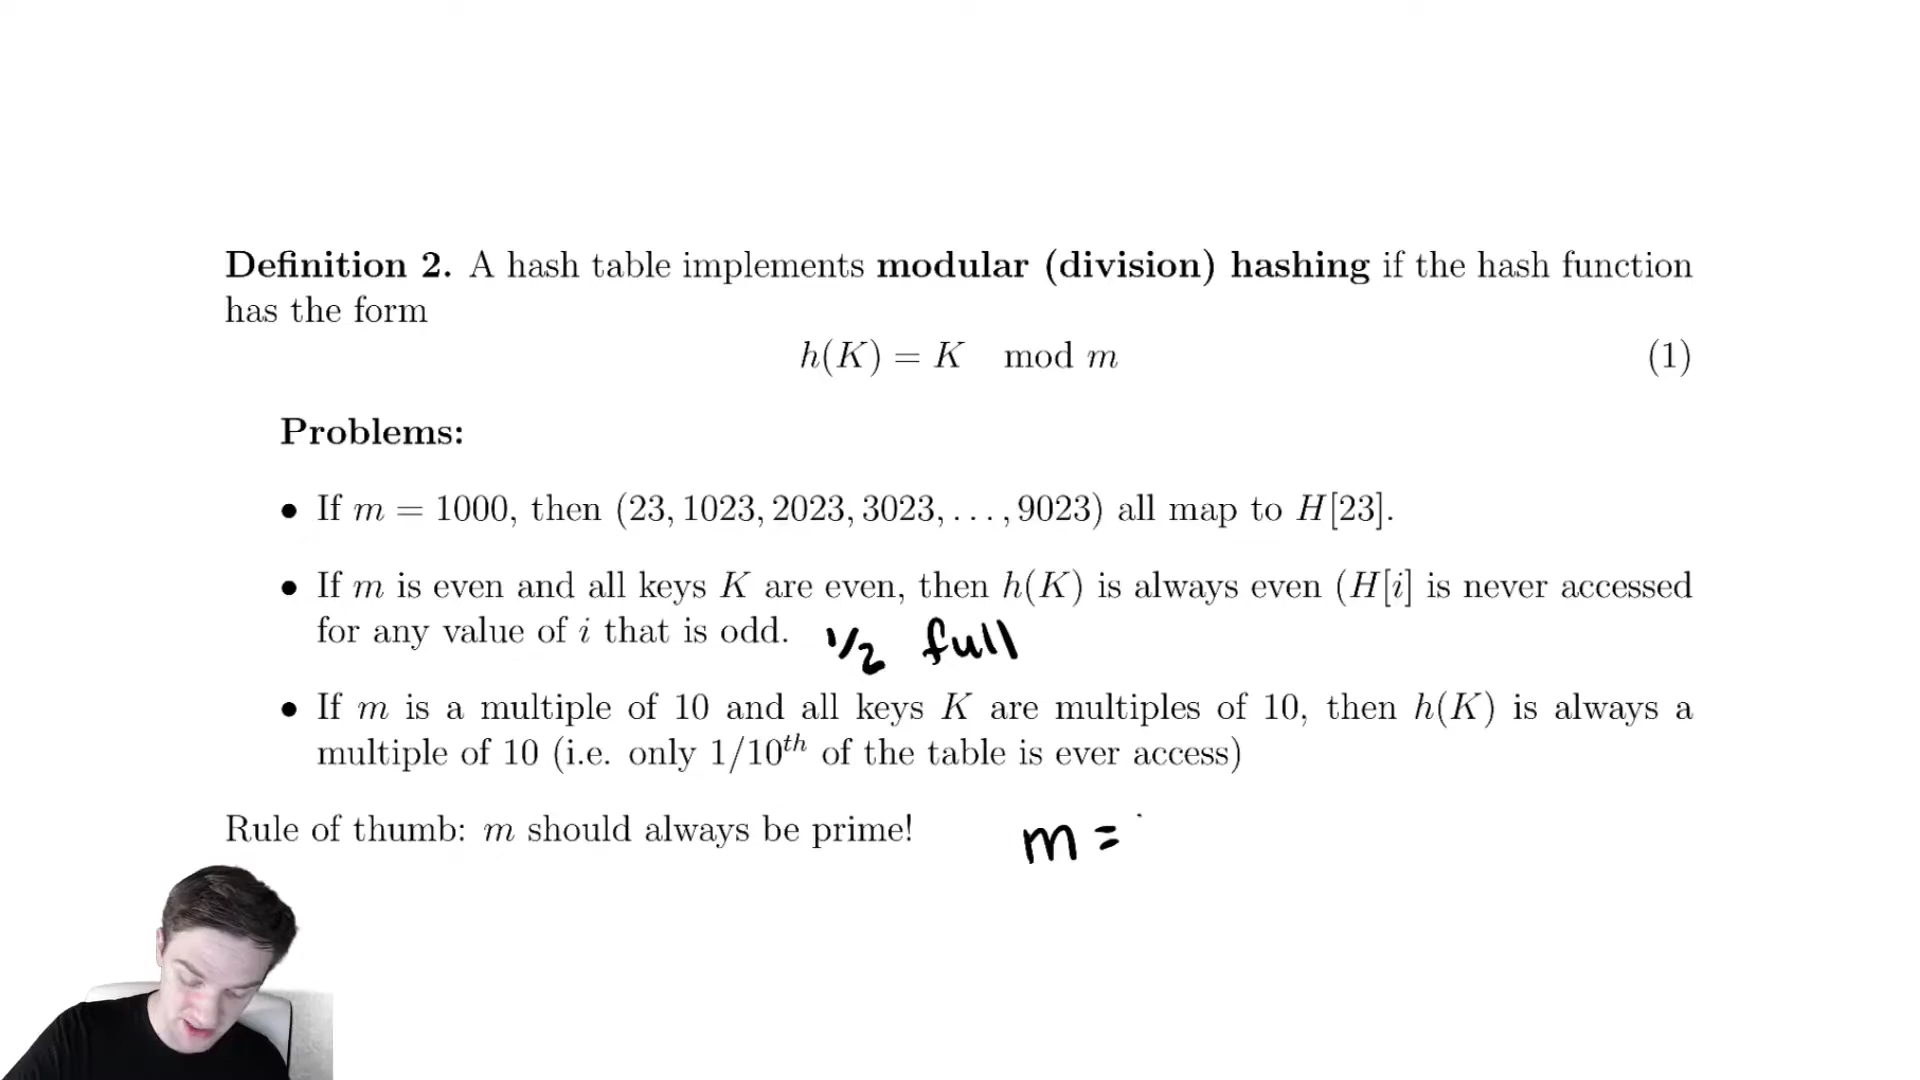 Definition 2. A hash table implements modular (division) hashing if the hash function
has the form
h(K) = K mod m (1)
Problems:
• If m = 1000, then (23, 1023, 2023, 3023, . . . , 9023) all map to H[23].
• If m is even and all keys K are even, then h(K) is always even (H[i] is never accessed
for any value of i that is odd. 1/2 full
• If m is a multiple of 10 and all keys K are multiples of 10, then h(K) is always a
multiple of 10 (i.e. only 1/10^th of the table is ever access)
Rule of thumb: m should always be prime! m =